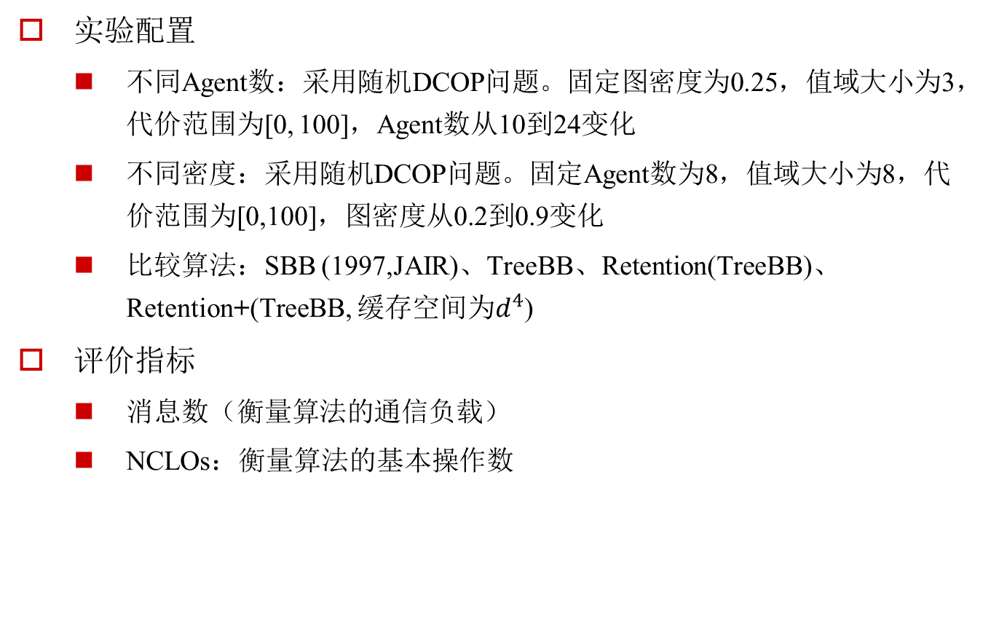 实验配置
不同Agent数：采用随机DCOP问题。固定图密度为0.25，值域大小为3，
代价范围为[0, 100]，Agent数从10到24变化
不同密度：采用随机DCOP问题。固定Agent数为8，值域大小为8，代
价范围为[0,100]，图密度从0.2到0.9变化
比较算法：SBB (1997,JAIR)、TreeBB、Retention(TreeBB)、
Retention+(TreeBB, 缓存空间为𝑑⁴)
评价指标
消息数（衡量算法的通信负载）
NCLOs：衡量算法的基本操作数